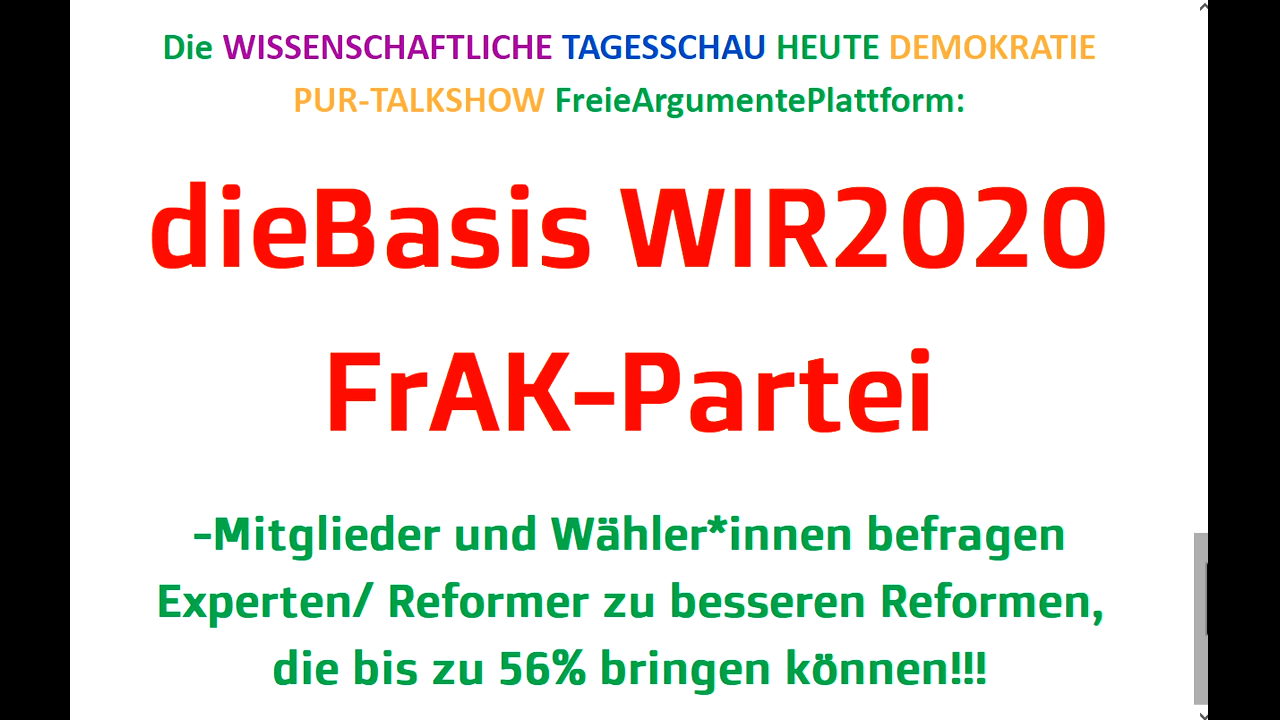 Die WISSENSCHAFTLICHE TAGESSCHAU HEUTE DEMOKRATIE
PUR-TALKSHOW FreieArgumentePlattform:
dieBasis WIR2020
FrAK-Partei
-Mitglieder und Wähler*innen befragen
Experten/ Reformer zu besseren Reformen,
die bis zu 56% bringen können!!!